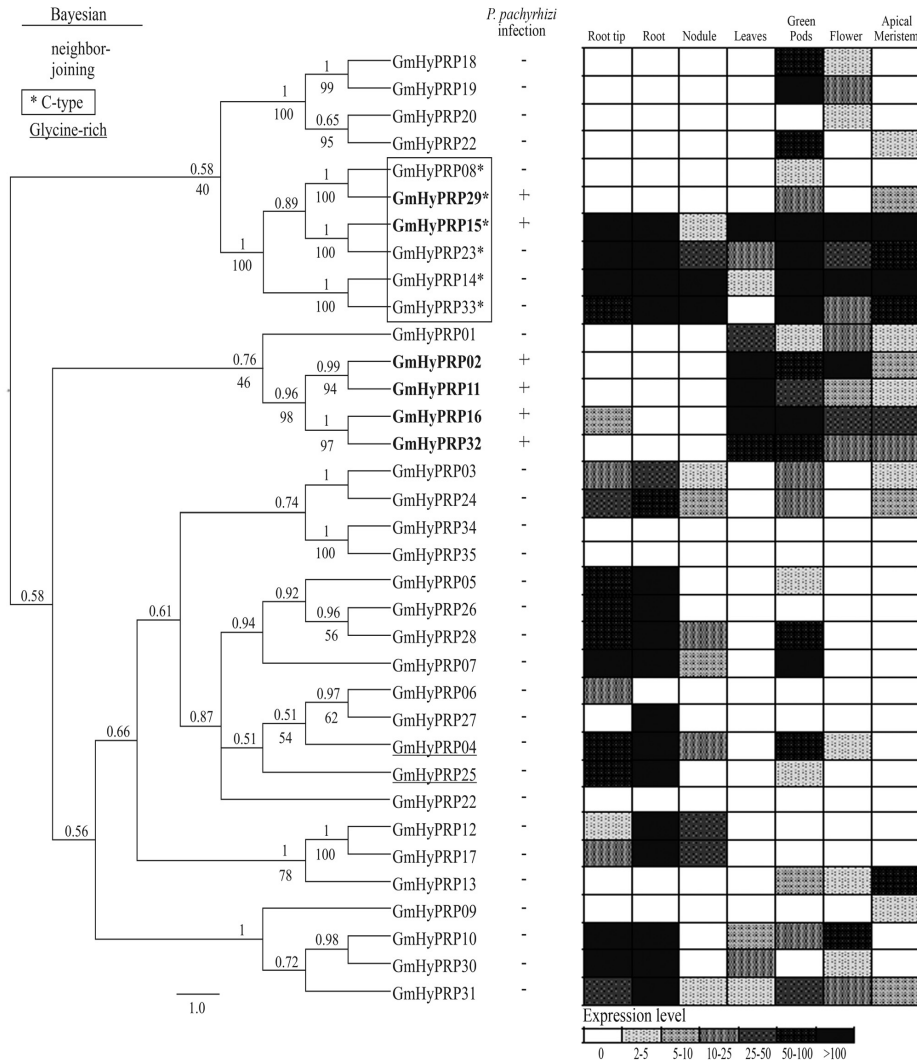 Bayesian
neighbor-
joining
* C-type
Glycine-rich
P. pachyrhizi
infection
Root tip Root Nodule Leaves Green Pods Flower Apical Meristem
GmHyPRP18 -
GmHyPRP19 -
GmHyPRP20 -
GmHyPRP22 -
GmHyPRP08* -
GmHyPRP29* +
GmHyPRP15* +
GmHyPRP23* -
GmHyPRP14* -
GmHyPRP33* -
GmHyPRP01 -
GmHyPRP02 +
GmHyPRP11 +
GmHyPRP16 +
GmHyPRP32 +
GmHyPRP03 -
GmHyPRP24 -
GmHyPRP34 -
GmHyPRP35 -
GmHyPRP05 -
GmHyPRP26 -
GmHyPRP28 -
GmHyPRP07 -
GmHyPRP06 -
GmHyPRP27 -
GmHyPRP04 -
GmHyPRP25 -
GmHyPRP22 -
GmHyPRP12 -
GmHyPRP17 -
GmHyPRP13 -
GmHyPRP09 -
GmHyPRP10 -
GmHyPRP30 -
GmHyPRP31 -
1
99
1
100
0.65
95
0.58
40
1
100
0.89
1
100
1
100
1
100
0.76
46
0.99
94
0.96
98
1
97
1
0.74
1
100
0.58
0.61
0.92
0.96
56
0.94
0.97
62
0.87
0.51
54
0.51
0.66
0.56
1
100
1
78
1
0.98
0.72
1.0
Expression level
0 2-5 5-10 10-25 25-50 50-100 >100